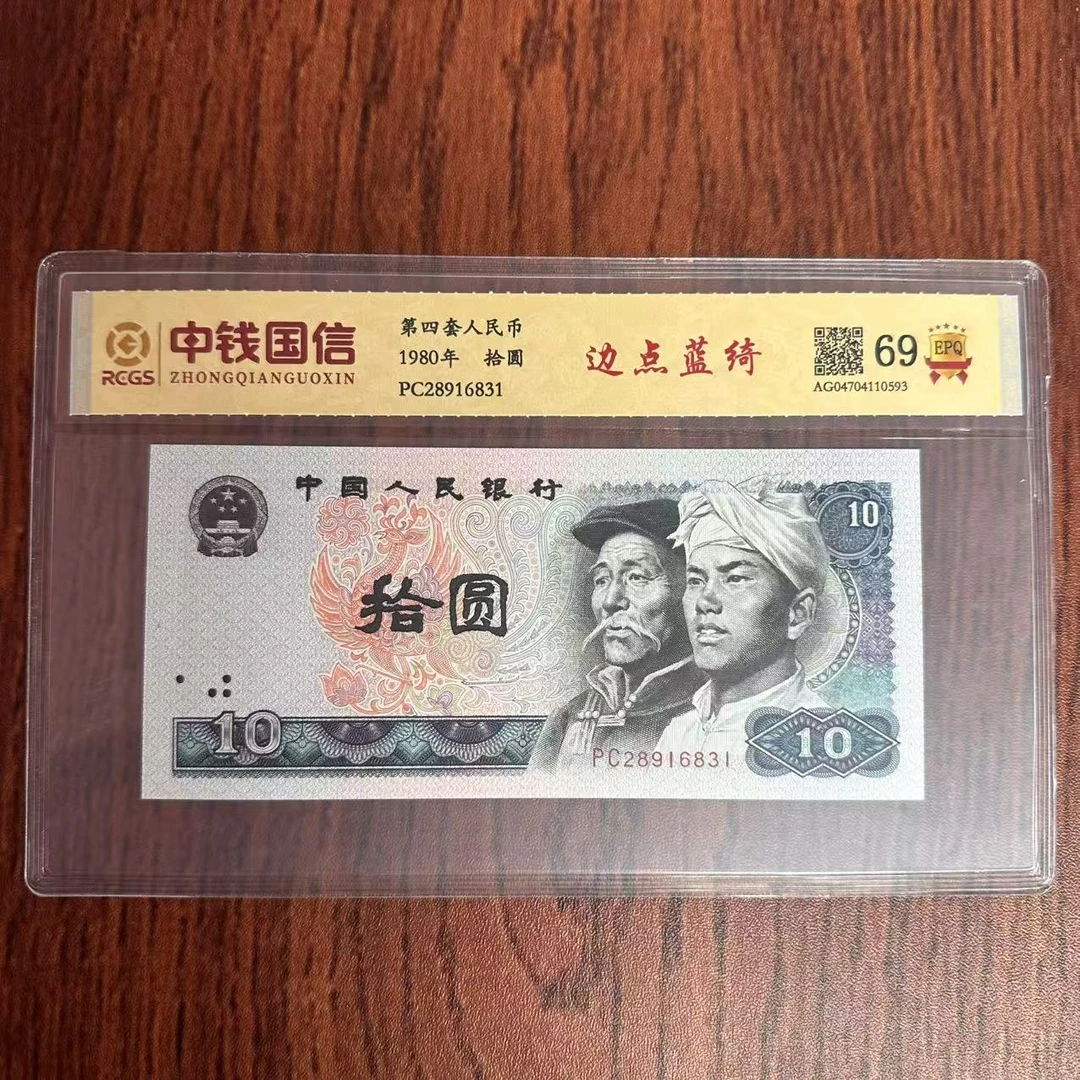 中钱国信
RCGS ZHONGQIANGUOXIN
第四套人民币
1980年 拾圆
PC28916831
边点蓝绮
69 EPQ
AG04704110593
中国人民银行
10
拾圆
10
PC28916831
10